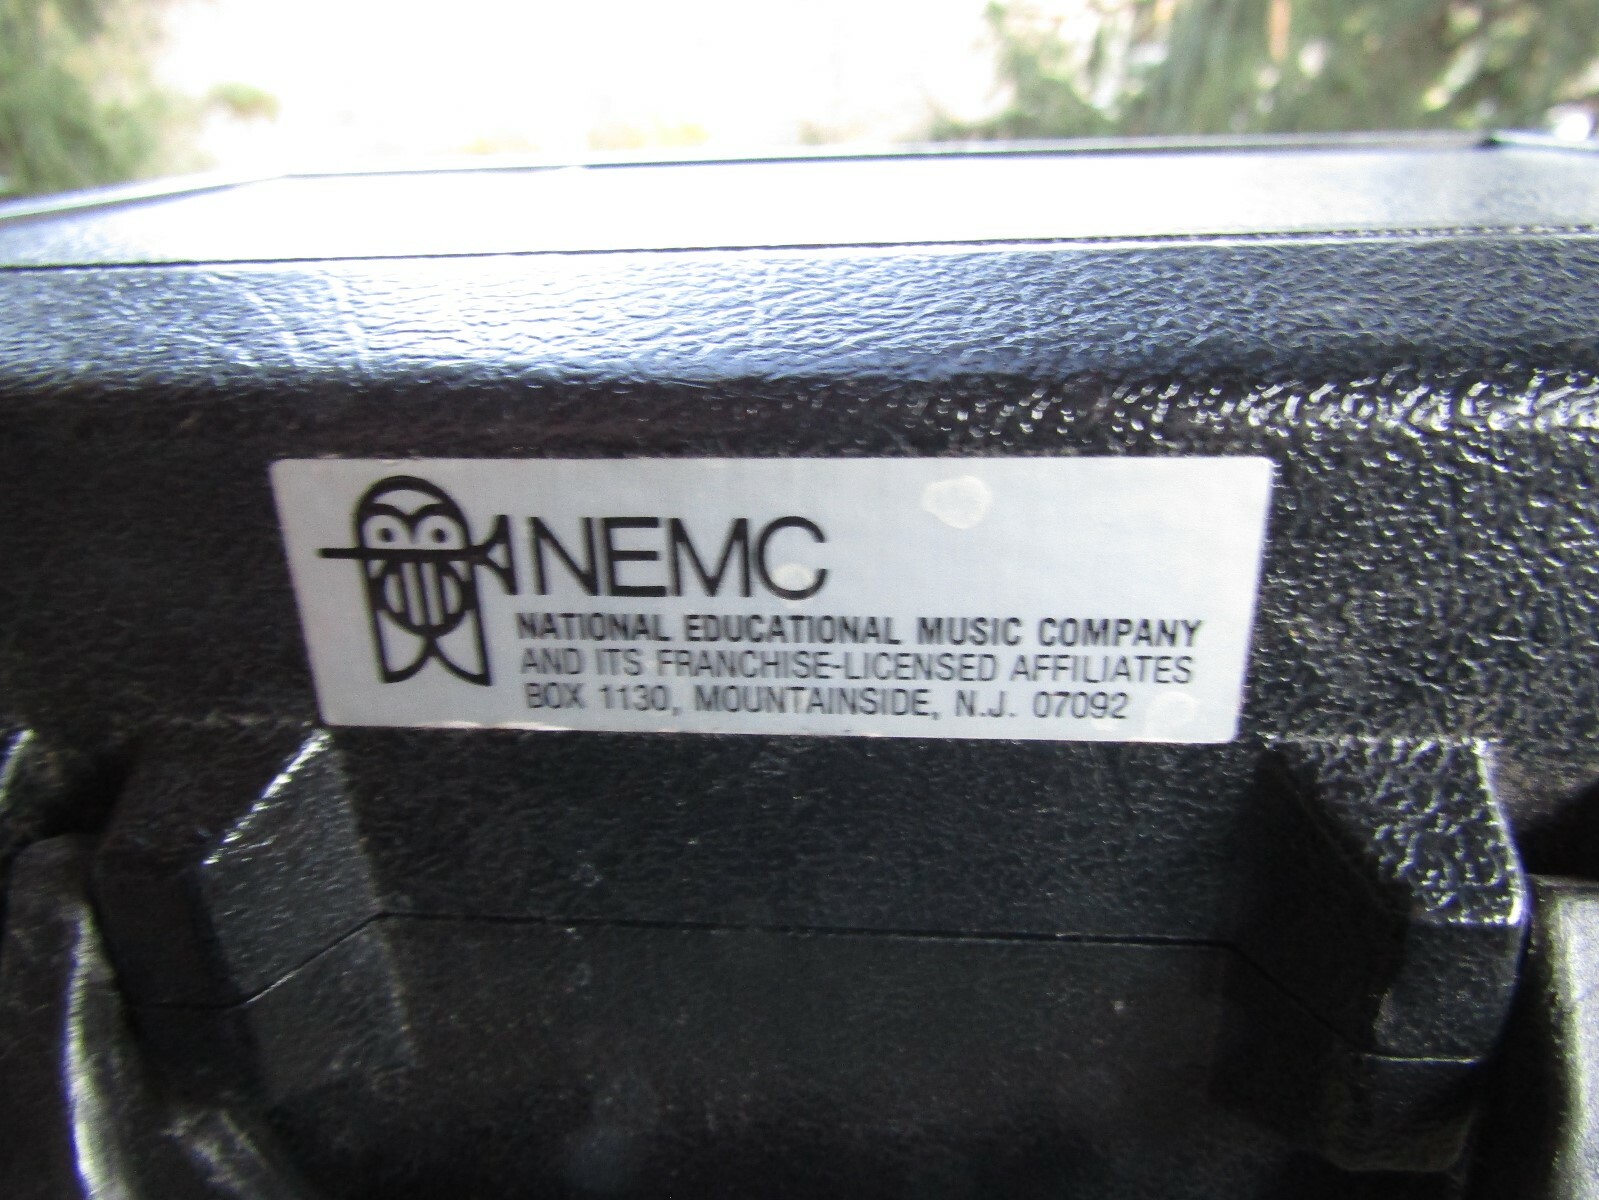 NEMC
NATIONAL EDUCATIONAL MUSIC COMPANY
AND ITS FRANCHISE-LICENSED AFFILIATES
BOX 1130, MOUNTAINSIDE, N.J. 07092